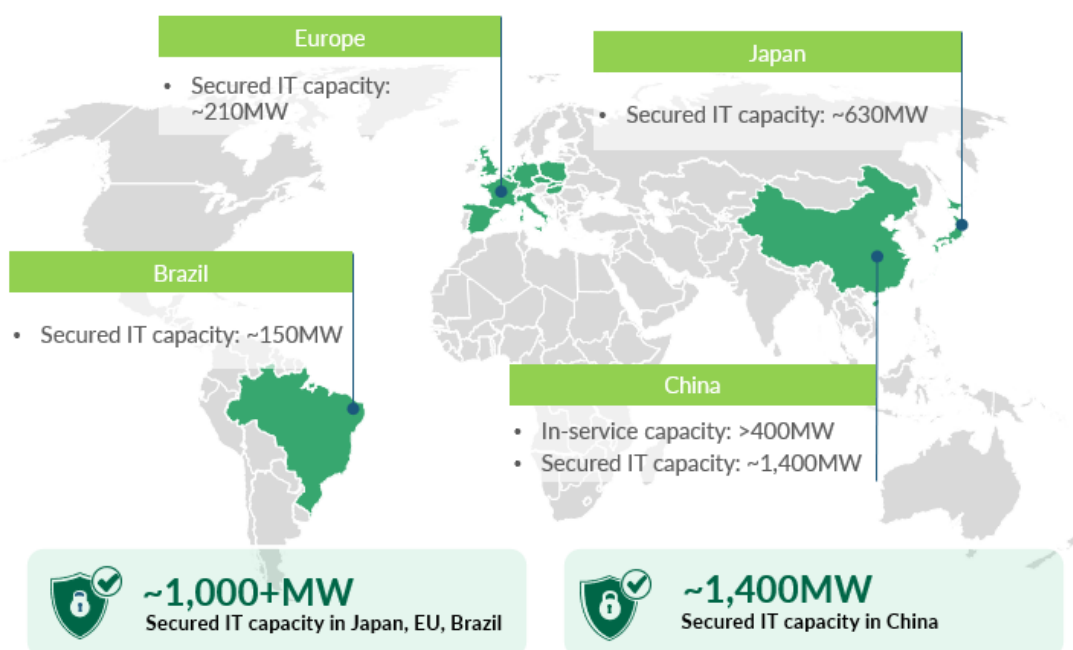 Europe
• Secured IT capacity:
~210MW
Japan
• Secured IT capacity: ~630MW
Brazil
• Secured IT capacity: ~150MW
China
• In-service capacity: >400MW
• Secured IT capacity: ~1,400MW
~1,000+MW
Secured IT capacity in Japan, EU, Brazil
~1,400MW
Secured IT capacity in China